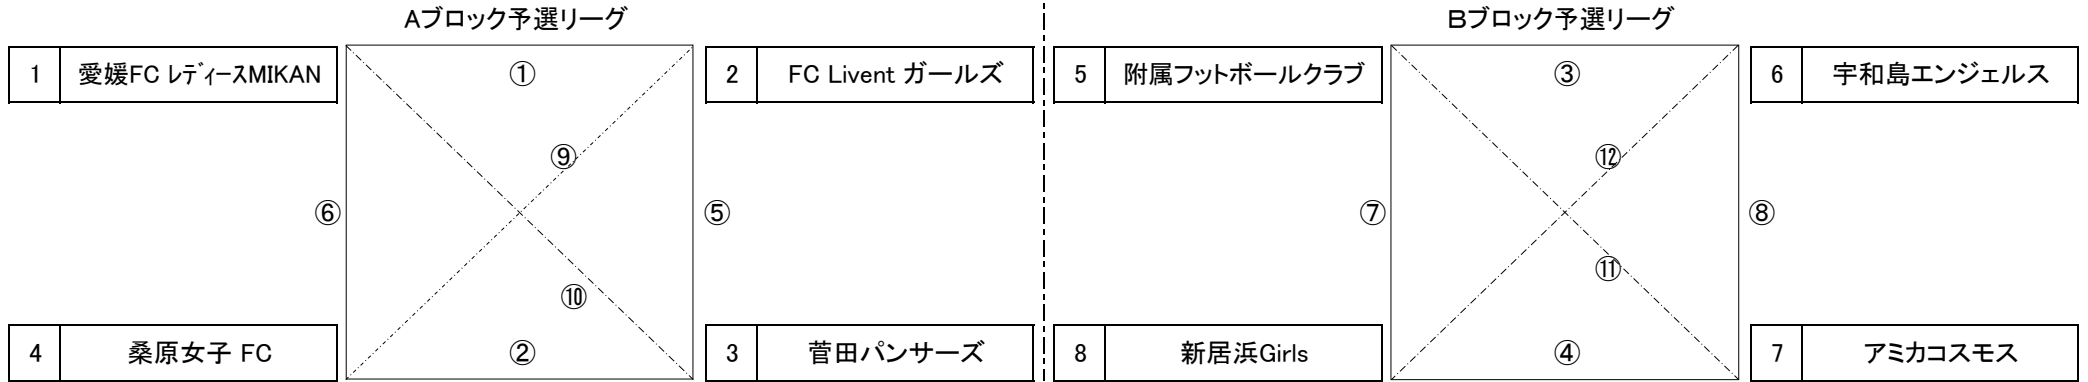 Aブロック予選リーグ
Bブロック予選リーグ
1 愛媛FC レディースMIKAN ① 2 FC Livent ガールズ 5 附属フットボールクラブ ③ 6 宇和島エンジェルス
⑨ ⑫
⑥ ⑤ ⑦ ⑧
⑪
⑩
4 桑原女子 FC ② 3 菅田パンサーズ 8 新居浜Girls ④ 7 アミカコスモス